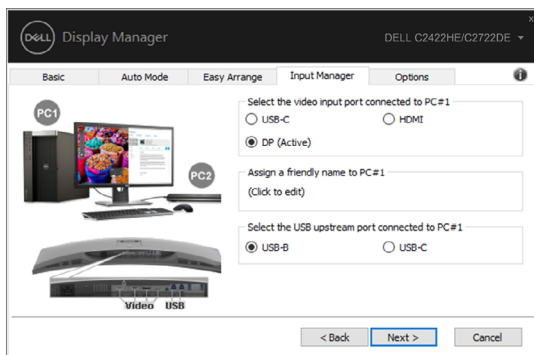 DELL Display Manager
DELL C2422HE/C2722DE
x
Basic
Auto Mode
Easy Arrange
Input Manager
Options
PC1
PC2
Video USB
Select the video input port connected to PC#1
USB-C
HDMI
DP (Active)
Assign a friendly name to PC#1
(Click to edit)
Select the USB upstream port connected to PC#1
USB-B
USB-C
< Back
Next >
Cancel